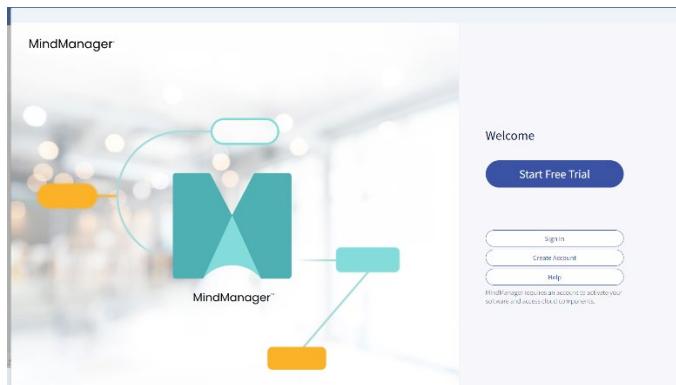 MindManager
MindManager™
Welcome
Start Free Trial
Sign In
Create Account
Help
MindManager requires an account to activate your
software and access cloud components.